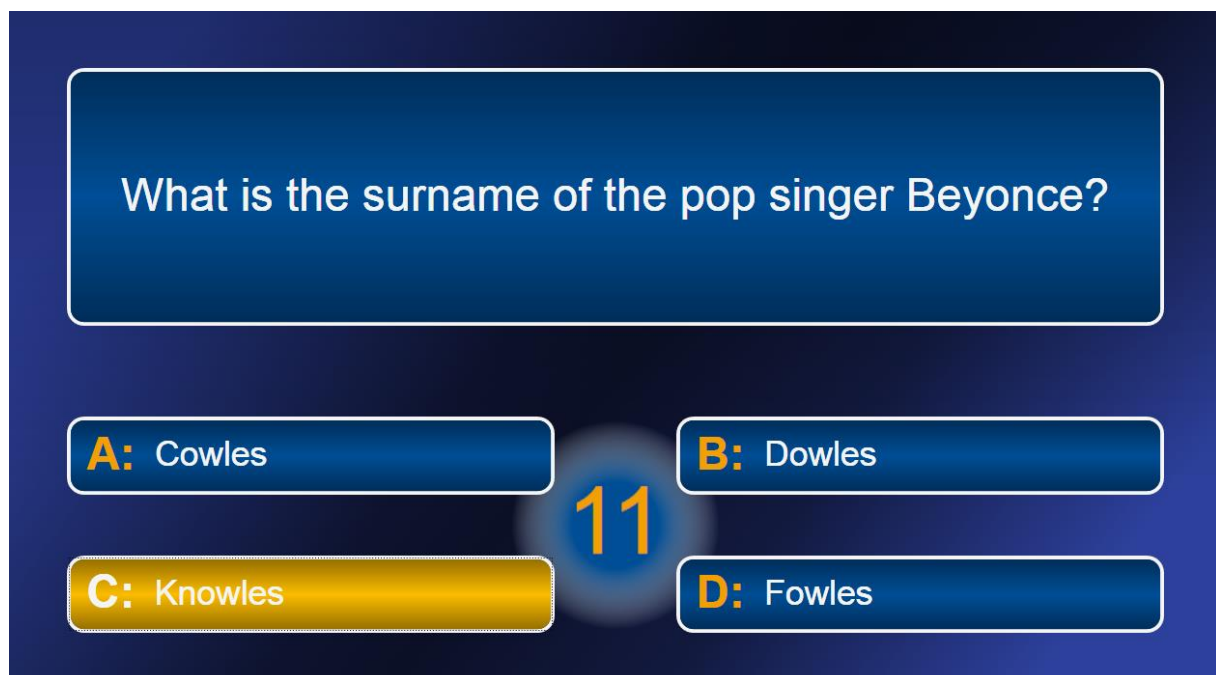 What is the surname of the pop singer Beyonce?
A: Cowles
B: Dowles
11
C: Knowles
D: Fowles